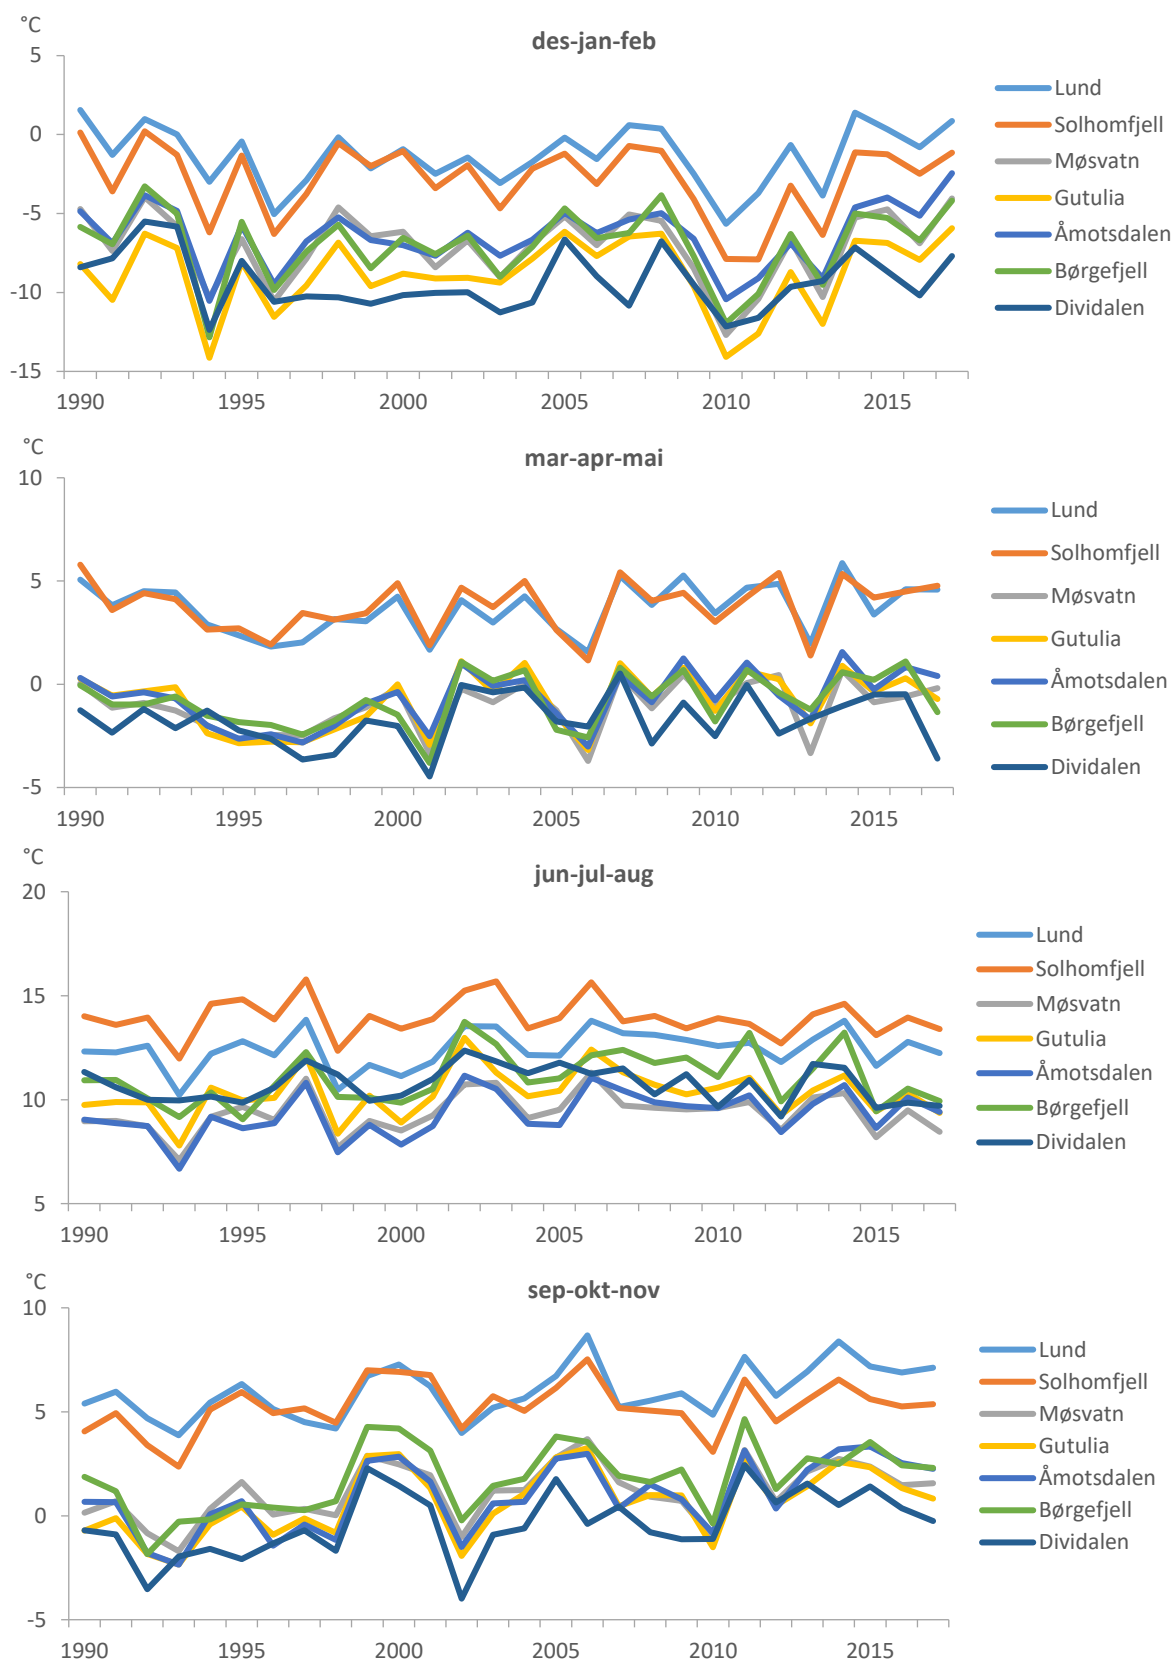 °C
des-jan-feb
5
0
-5
-10
-15
1990 1995 2000 2005 2010 2015
Lund
Solhomfjell
Møsvatn
Gutulia
Åmotsdalen
Børgefjell
Dividalen
°C
mar-apr-mai
10
5
0
-5
1990 1995 2000 2005 2010 2015
Lund
Solhomfjell
Møsvatn
Gutulia
Åmotsdalen
Børgefjell
Dividalen
°C
jun-jul-aug
20
15
10
5
1990 1995 2000 2005 2010 2015
Lund
Solhomfjell
Møsvatn
Gutulia
Åmotsdalen
Børgefjell
Dividalen
°C
sep-okt-nov
10
5
0
-5
1990 1995 2000 2005 2010 2015
Lund
Solhomfjell
Møsvatn
Gutulia
Åmotsdalen
Børgefjell
Dividalen